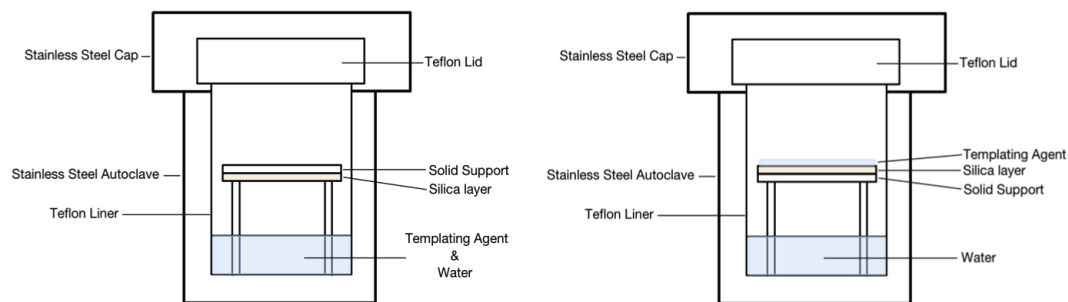 Stainless Steel Cap
Teflon Lid
Solid Support
Silica layer
Stainless Steel Autoclave
Teflon Liner
Templating Agent
&
Water
Stainless Steel Cap
Teflon Lid
Templating Agent
Silica layer
Solid Support
Stainless Steel Autoclave
Teflon Liner
Water